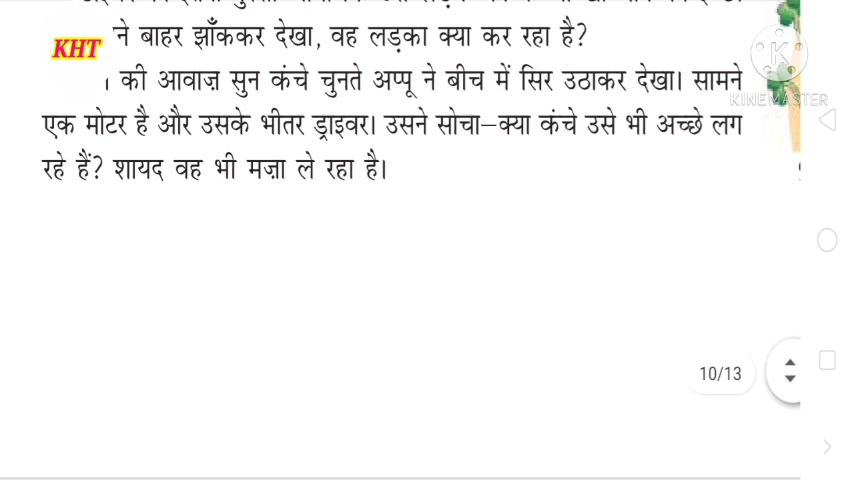 KHT
ने बाहर झाँककर देखा, वह लड़का क्या कर रहा है?
। की आवाज़ सुन कंचे चुनते अप्पू ने बीच में सिर उठाकर देखा। सामने
KINEMASTER
एक मोटर है और उसके भीतर ड्राइवर। उसने सोचा—क्या कंचे उसे भी अच्छे लग
रहे हैं? शायद वह भी मज़ा ले रहा है।
10/13